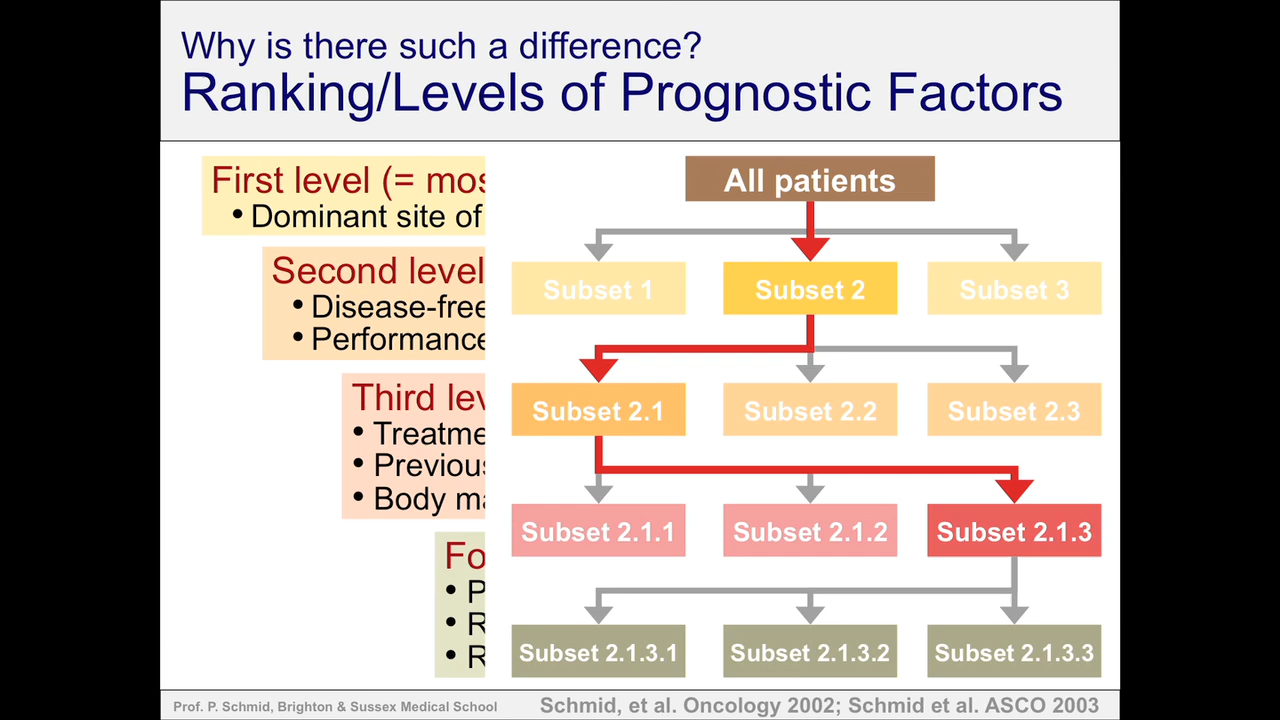 Why is there such a difference?
Ranking/Levels of Prognostic Factors
First level (= mos
• Dominant site of
Second level
• Disease-free
• Performance
Third lev
• Treatme
• Previous
• Body ma
Fo
• P
• R
• R
All patients
Subset 1
Subset 2
Subset 3
Subset 2.1
Subset 2.2
Subset 2.3
Subset 2.1.1
Subset 2.1.2
Subset 2.1.3
Subset 2.1.3.1
Subset 2.1.3.2
Subset 2.1.3.3
Prof. P. Schmid, Brighton & Sussex Medical School
Schmid, et al. Oncology 2002; Schmid et al. ASCO 2003